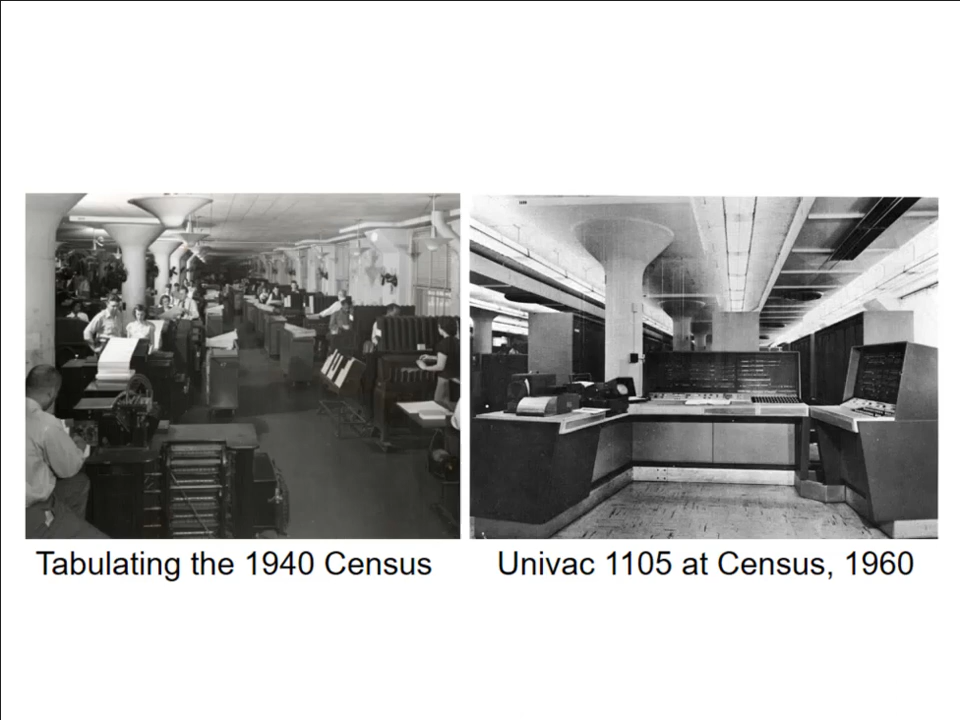 Tabulating the 1940 Census
Univac 1105 at Census, 1960